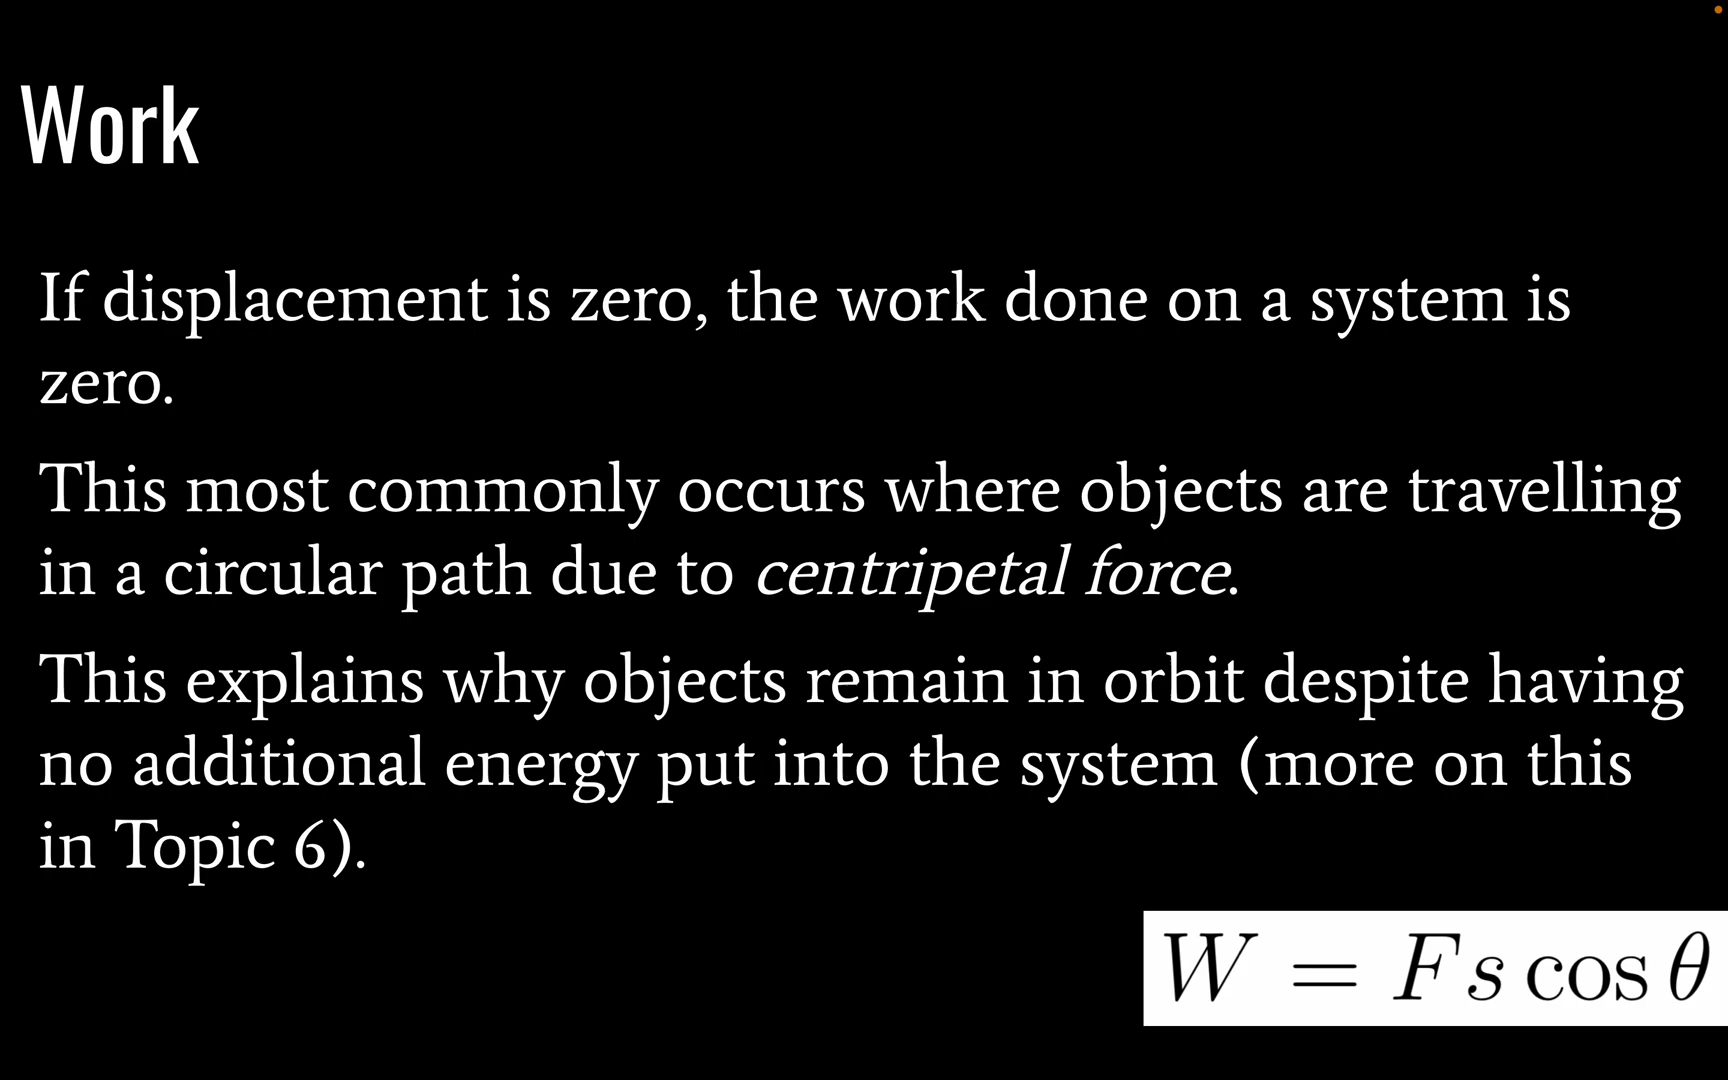 Work
If displacement is zero, the work done on a system is
zero.
This most commonly occurs where objects are travelling
in a circular path due to centripetal force.
This explains why objects remain in orbit despite having
no additional energy put into the system (more on this
in Topic 6).
W = F s cos θ